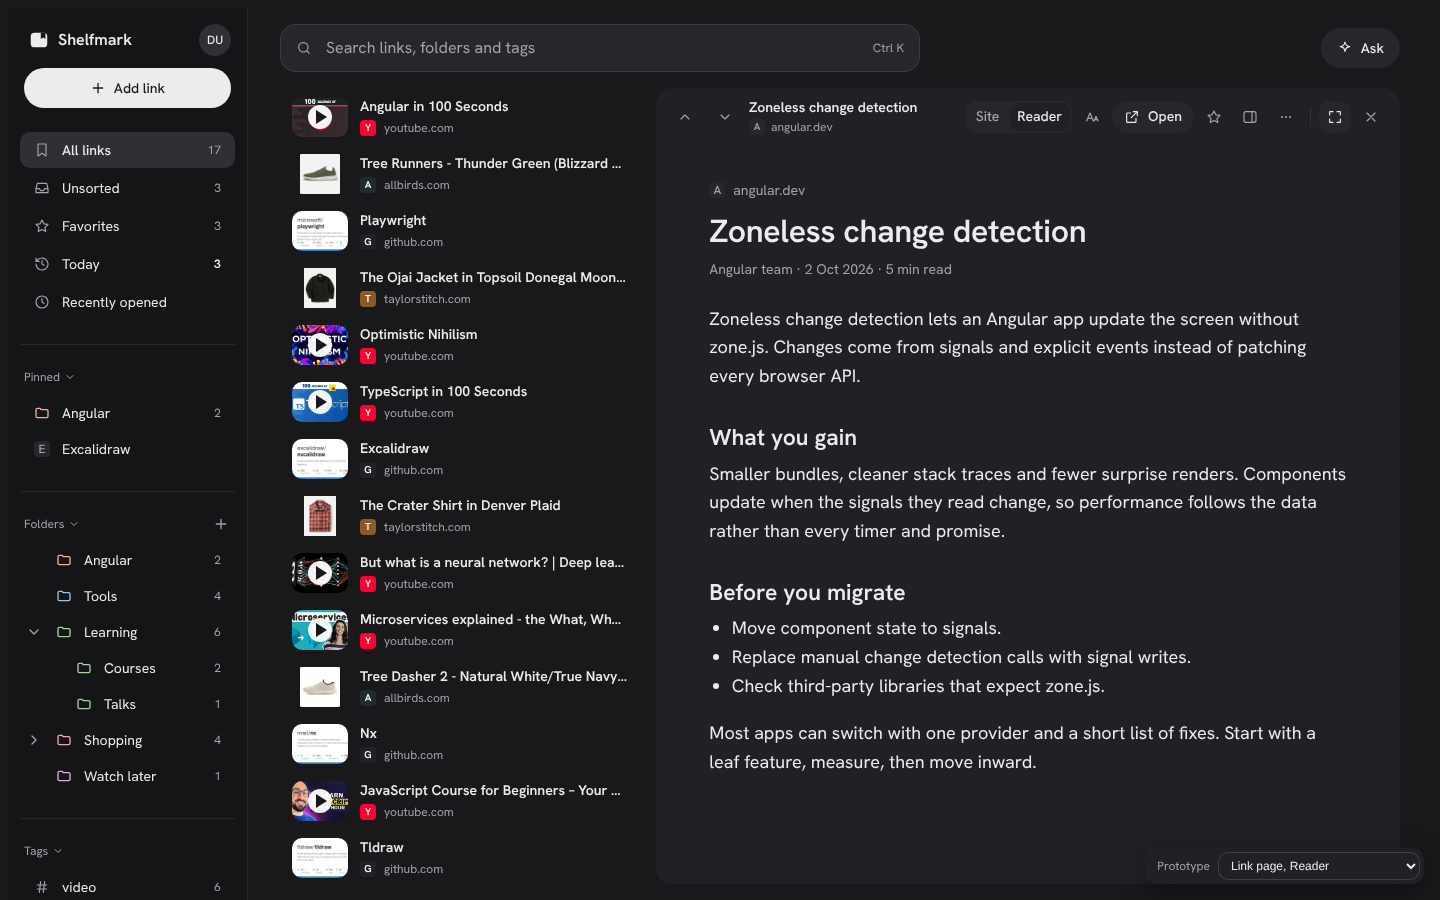 Shelfmark
DU
Add link
All links 17
Unsorted 3
Favorites 3
Today 3
Recently opened
Pinned
Angular 2
E Excalidraw
Folders
Angular 2
Tools 4
Learning 6
Courses 2
Talks 1
Shopping 4
Watch later 1
Tags
# video 6
Search links, folders and tags Ctrl K
Ask
Angular in 100 Seconds
Y youtube.com
Tree Runners - Thunder Green (Blizzard ...
A allbirds.com
microsoft/
playwright
Playwright
G github.com
The Ojai Jacket in Topsoil Donegal Moon...
T taylorstitch.com
Optimistic Nihilism
Y youtube.com
TS
TypeScript in 100 Seconds
Y youtube.com
excalidraw/
excalidraw
Excalidraw
G github.com
The Crater Shirt in Denver Plaid
T taylorstitch.com
But what is a neural network? | Deep lea...
Y youtube.com
Microservices explained - the What, Wh...
Y youtube.com
Tree Dasher 2 - Natural White/True Navy...
A allbirds.com
Nx
G github.com
JavaScript Course for Beginners – Your ...
Y youtube.com
tldraw/tldraw
Tldraw
G github.com
Zoneless change detection
A angular.dev
Site Reader AA Open
A angular.dev
Zoneless change detection
Angular team · 2 Oct 2026 · 5 min read
Zoneless change detection lets an Angular app update the screen without
zone.js. Changes come from signals and explicit events instead of patching
every browser API.
What you gain
Smaller bundles, cleaner stack traces and fewer surprise renders. Components
update when the signals they read change, so performance follows the data
rather than every timer and promise.
Before you migrate
• Move component state to signals.
• Replace manual change detection calls with signal writes.
• Check third-party libraries that expect zone.js.
Most apps can switch with one provider and a short list of fixes. Start with a
leaf feature, measure, then move inward.
Prototype Link page, Reader